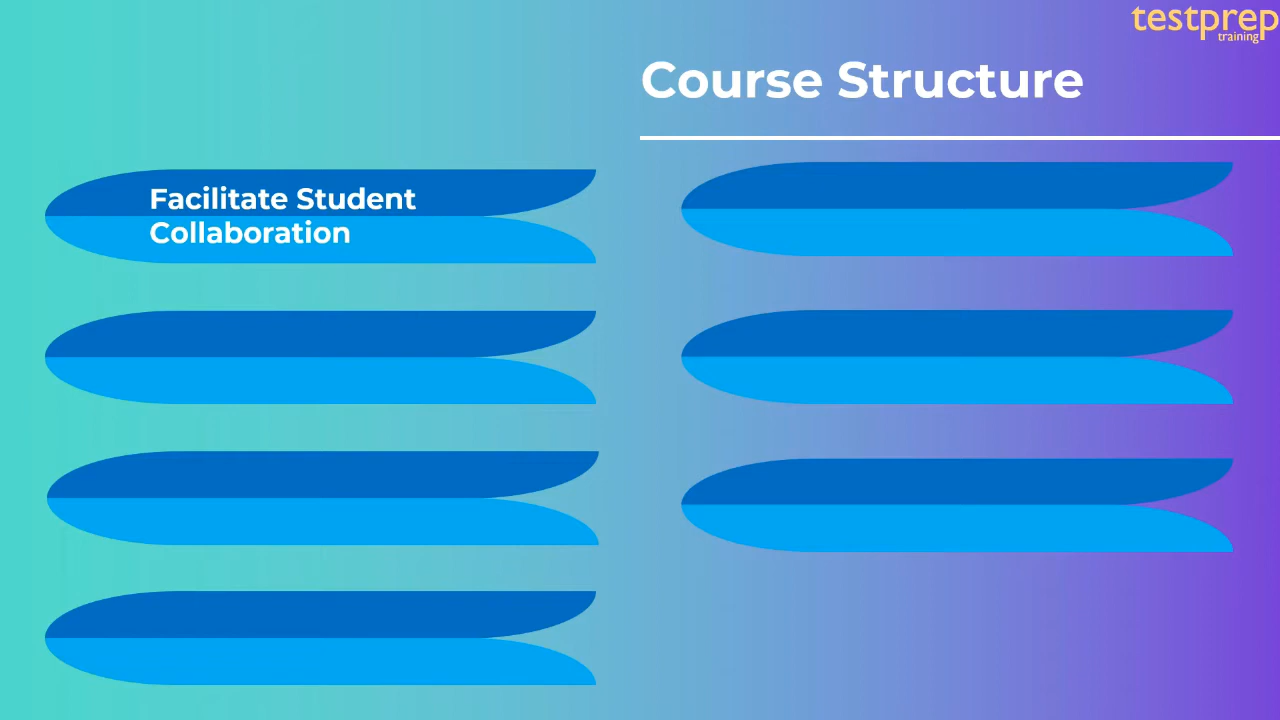 testprep
training
Course Structure
Facilitate Student
Collaboration